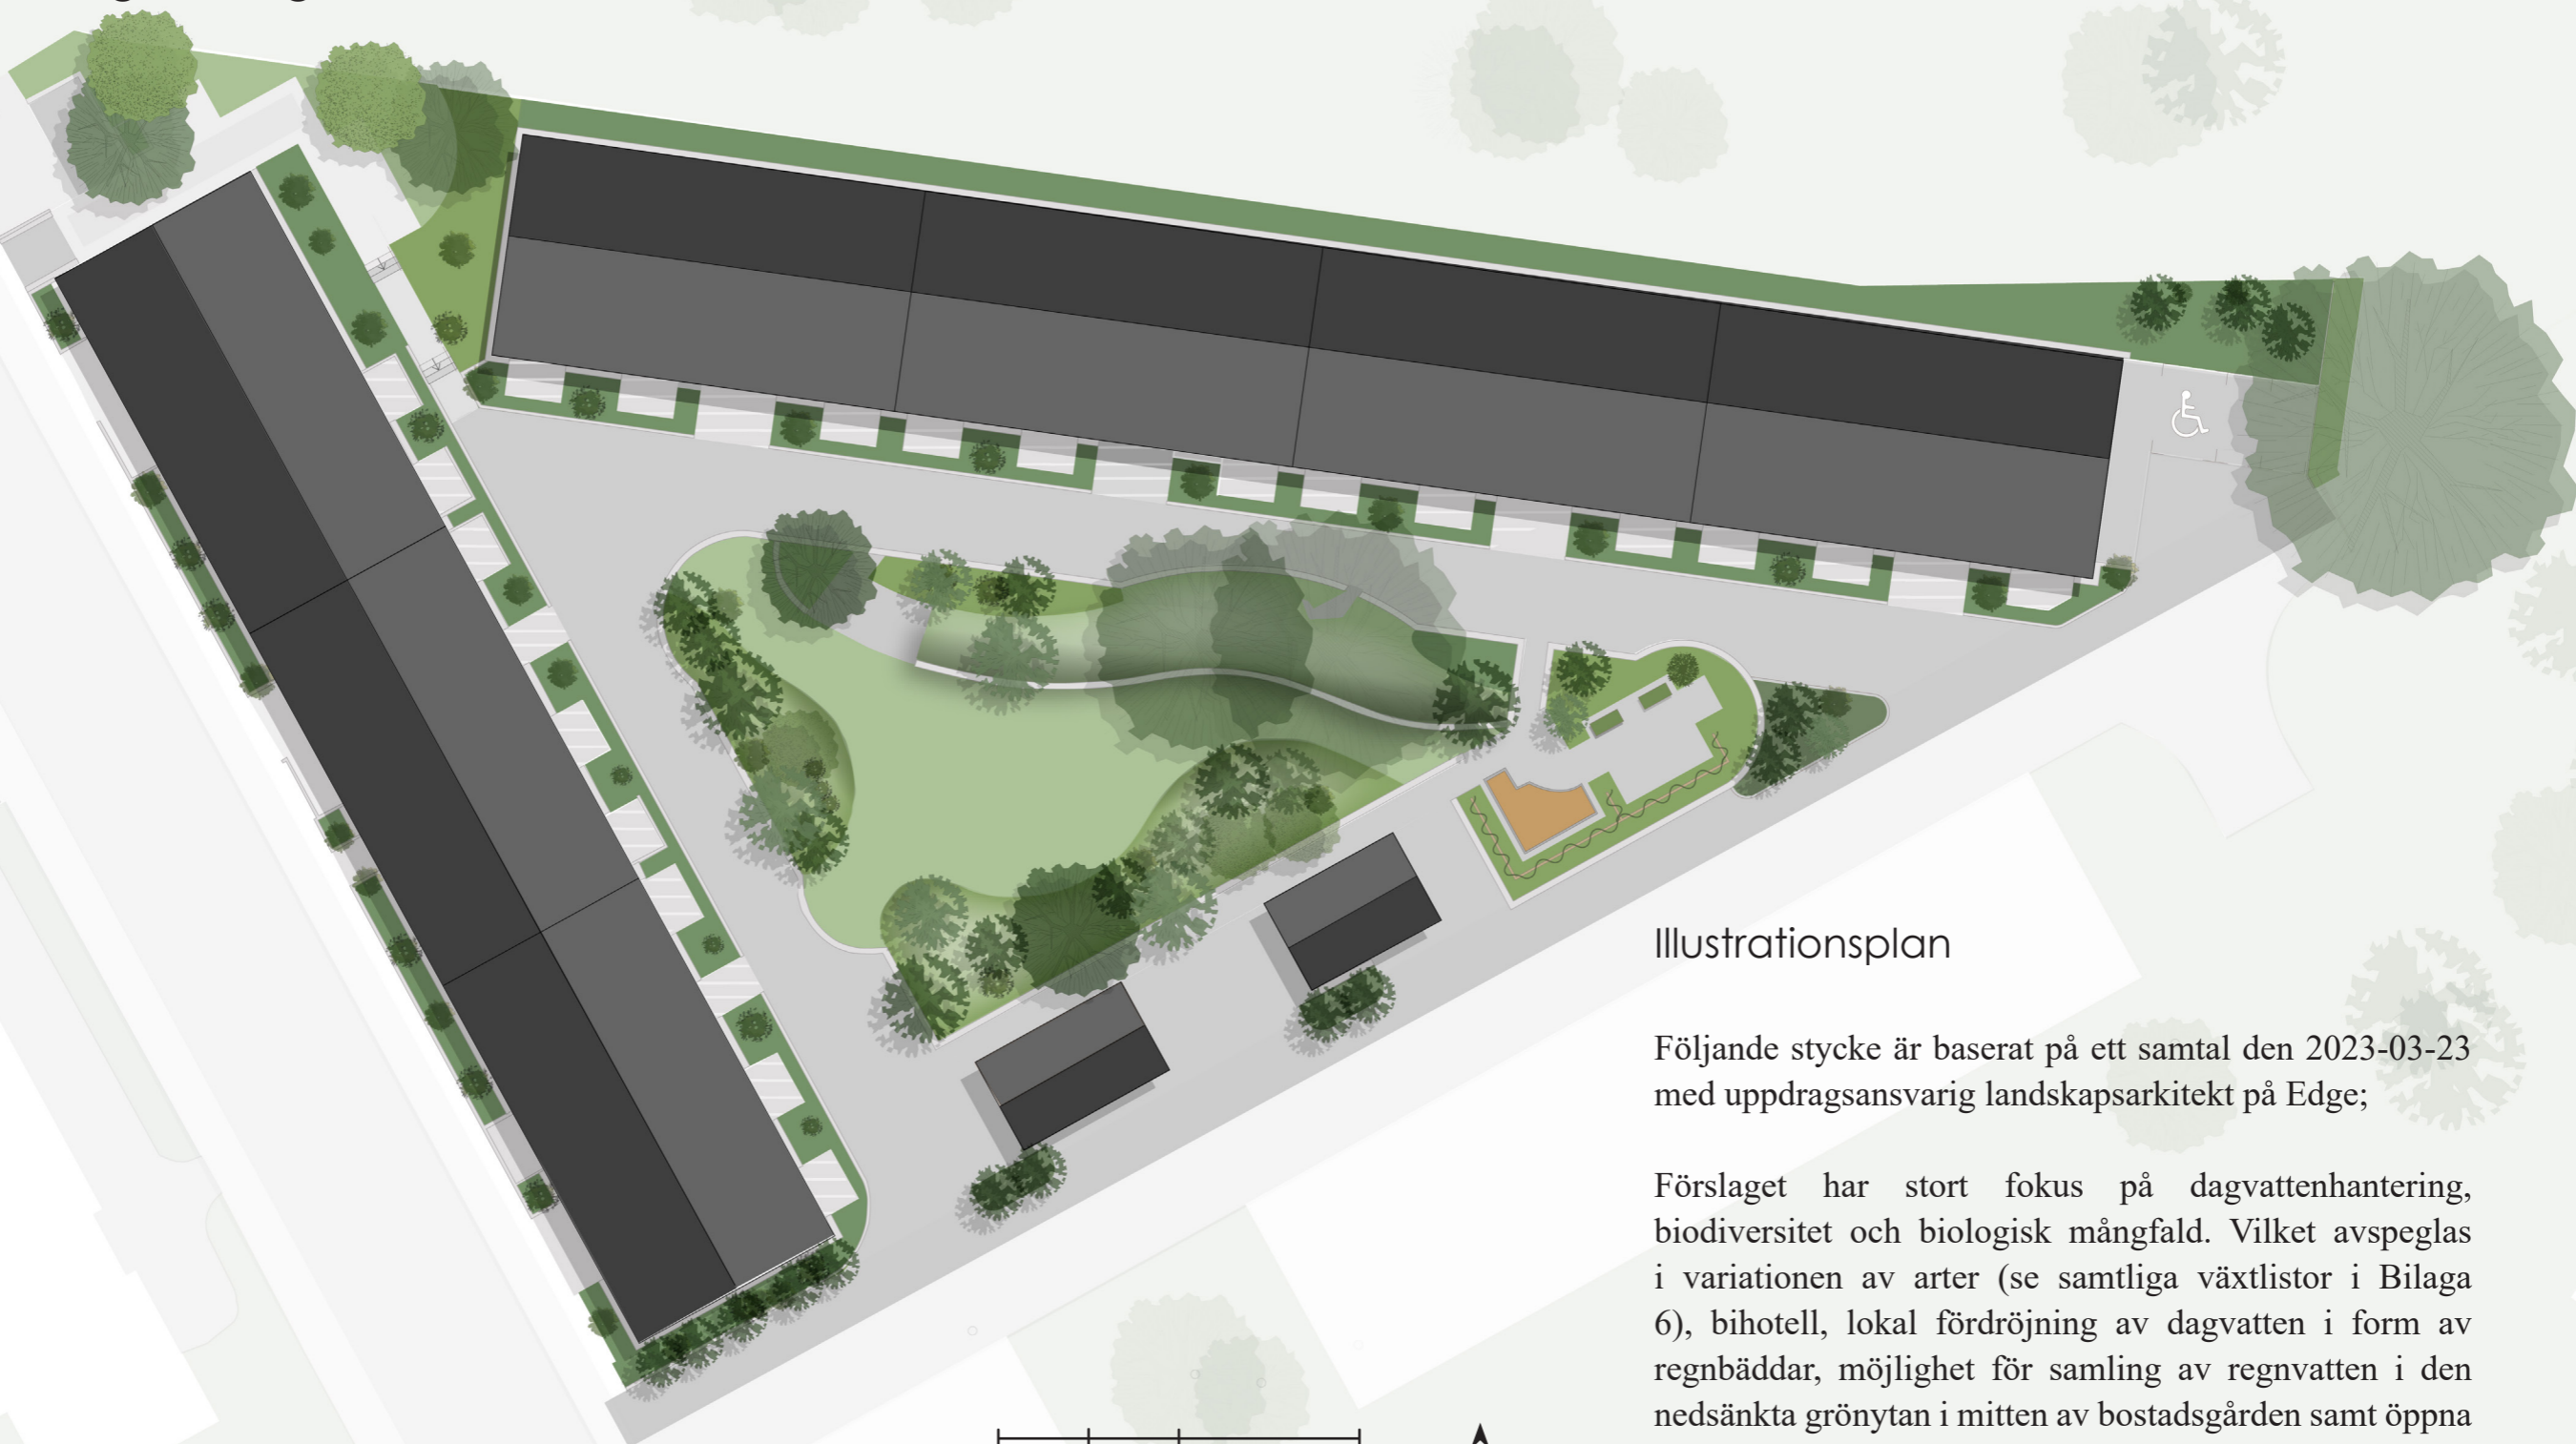 Illustrationsplan
Följande stycke är baserat på ett samtal den 2023-03-23
med uppdragsansvarig landskapsarkitekt på Edge;
Förslaget har stort fokus på dagvattenhantering,
biodiversitet och biologisk mångfald. Vilket avspeglas
i variationen av arter (se samtliga växtlistor i Bilaga
6), bihotell, lokal fördröjning av dagvatten i form av
regnbäddar, möjlighet för samling av regnvatten i den
nedsänkta grönytan i mitten av bostadsgården samt öppna